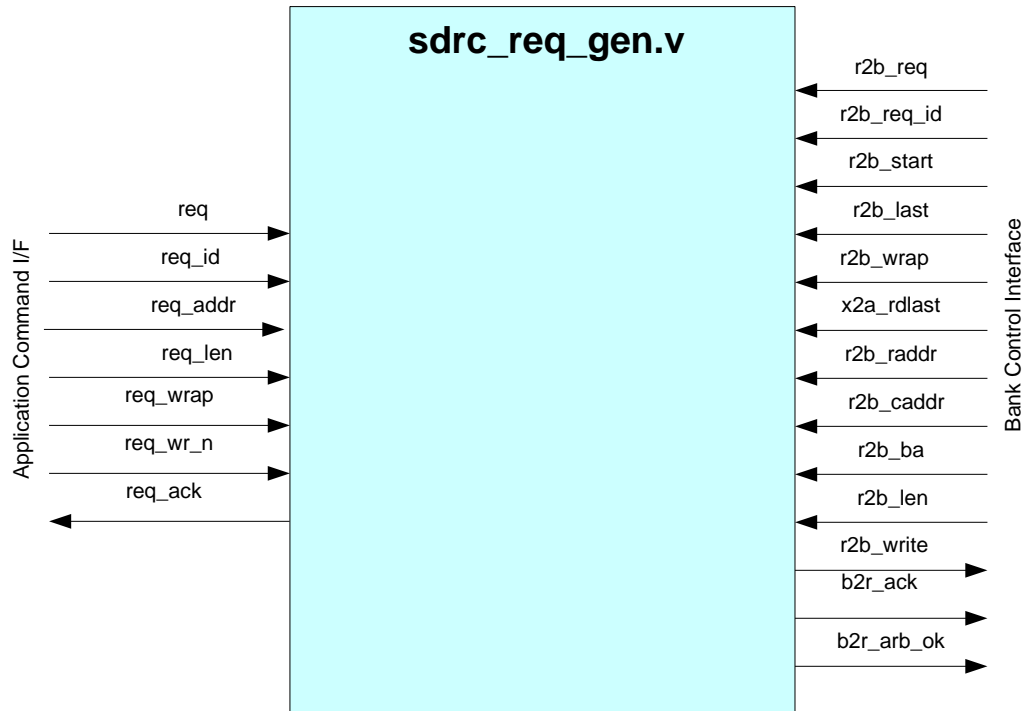 sdrc_req_gen.v
Application Command I/F
req
req_id
req_addr
req_len
req_wrap
req_wr_n
req_ack
r2b_req
r2b_req_id
r2b_start
r2b_last
r2b_wrap
x2a_rdlast
r2b_raddr
r2b_caddr
r2b_ba
r2b_len
r2b_write
b2r_ack
b2r_arb_ok
Bank Control Interface